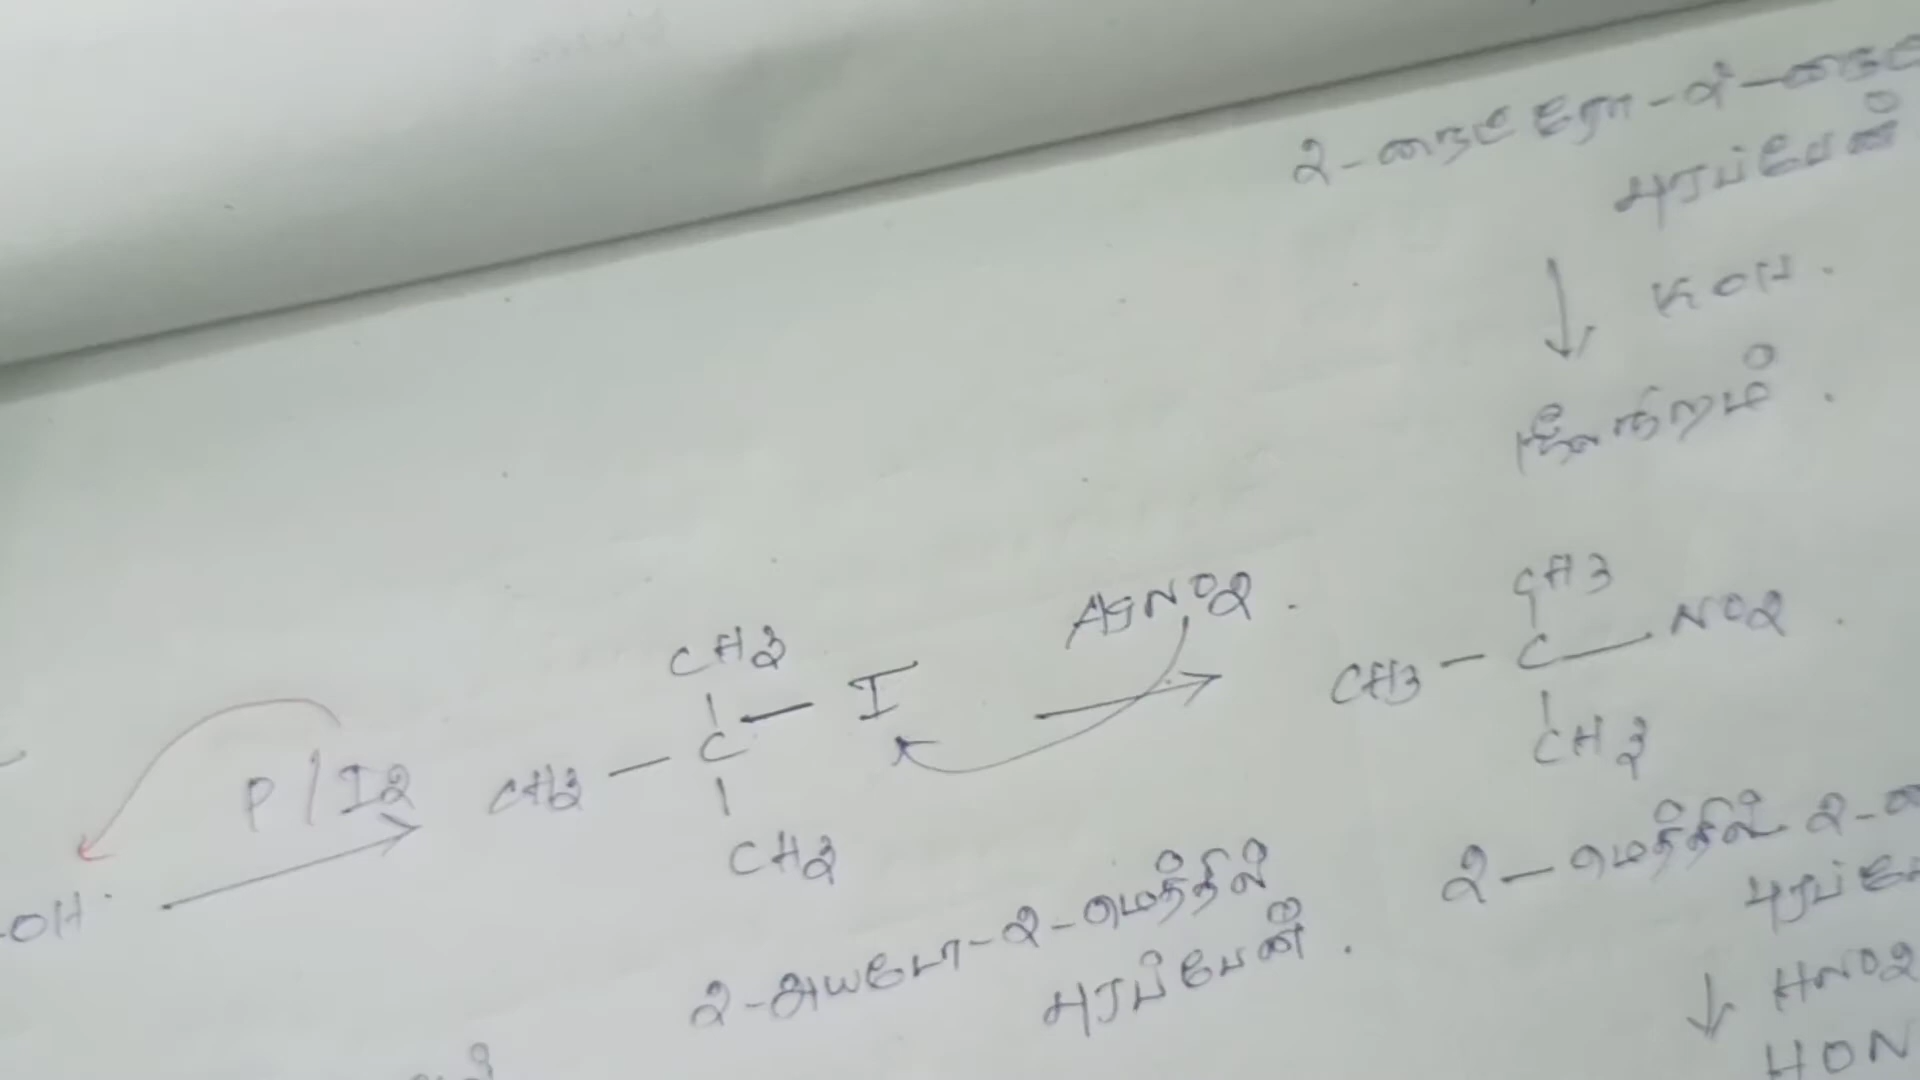 2-நைட்ரோ-2-
புரப்பேன்
KOH.
நீலநிறம்.
CH3
CH3 - C - NO2.
CH3
AgNO2.
CH3
CH3 - C - I
CH3
P/I2
-OH
2-அயடோ-2-மெத்தில்
புரப்பேன்.
2-மெத்தில் 2-
HNO2
HON